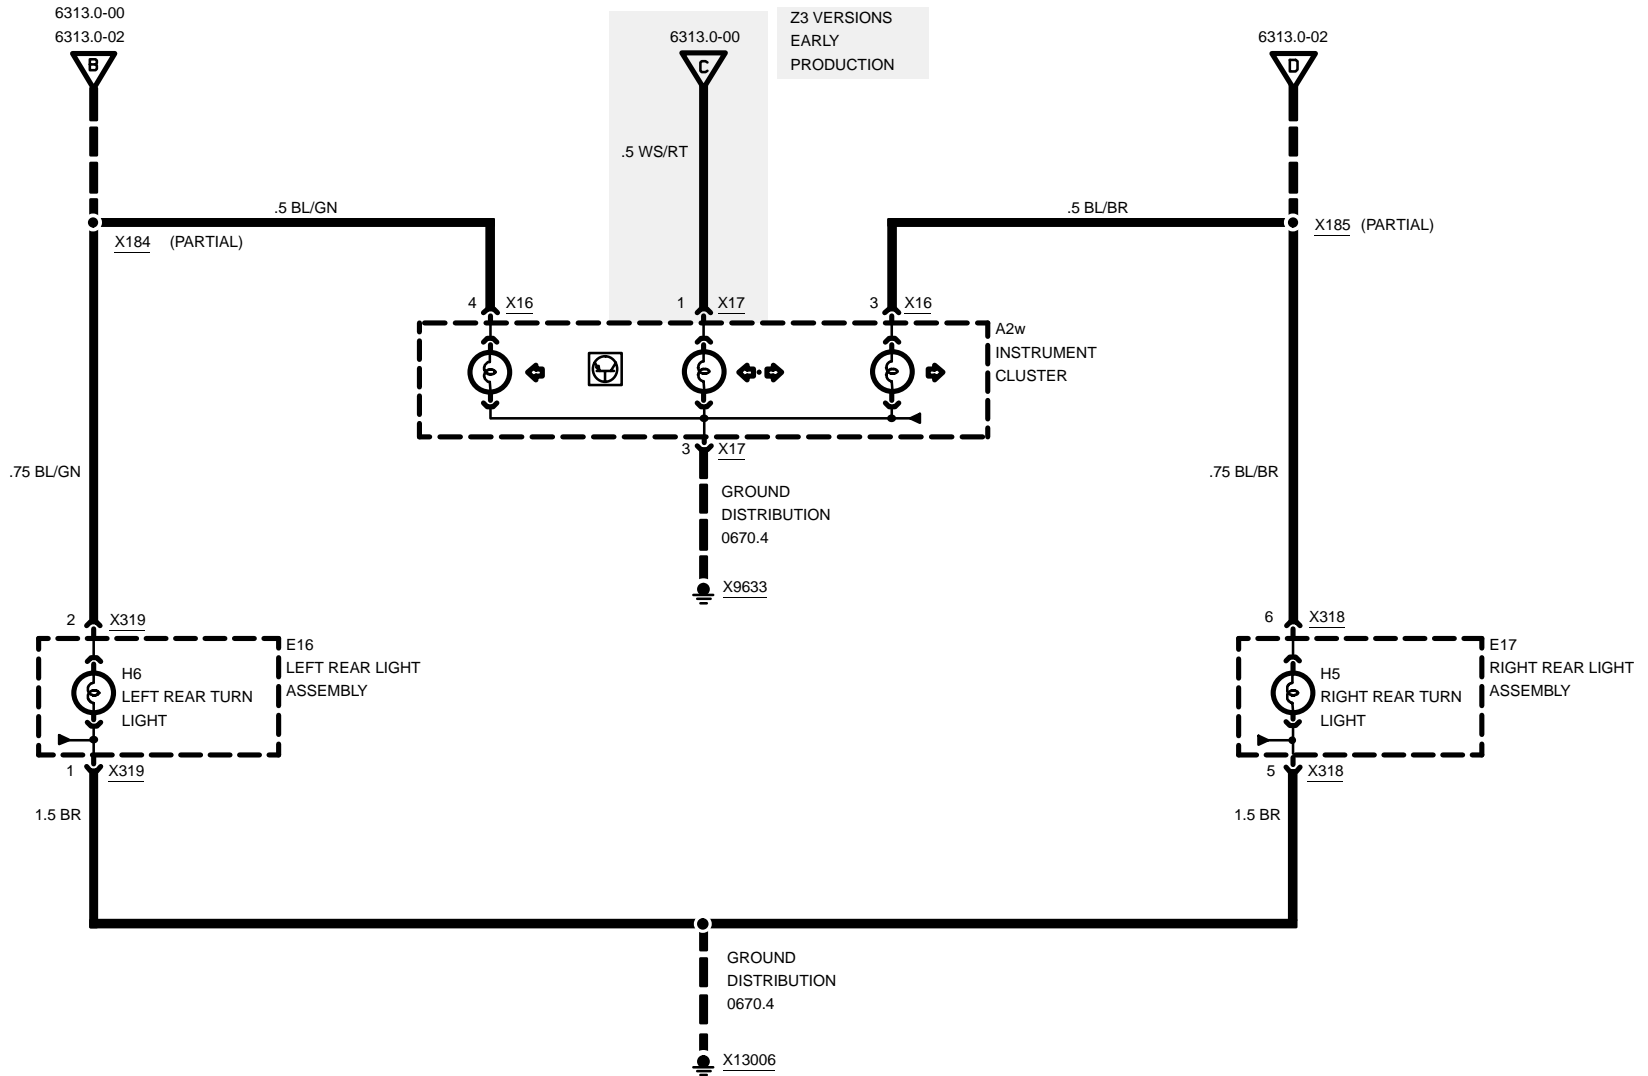 6313.0-00
6313.0-02
B
6313.0-00
C
Z3 VERSIONS
EARLY
PRODUCTION
6313.0-02
D
.5 WS/RT
.5 BL/GN
.5 BL/BR
X184 (PARTIAL)
X185 (PARTIAL)
4 X16
1 X17
3 X16
A2w
INSTRUMENT
CLUSTER
3 X17
.75 BL/GN
.75 BL/BR
GROUND
DISTRIBUTION
0670.4
X9633
2 X319
6 X318
E16
LEFT REAR LIGHT
ASSEMBLY
H6
LEFT REAR TURN
LIGHT
E17
RIGHT REAR LIGHT
ASSEMBLY
H5
RIGHT REAR TURN
LIGHT
1 X319
5 X318
1.5 BR
1.5 BR
GROUND
DISTRIBUTION
0670.4
X13006